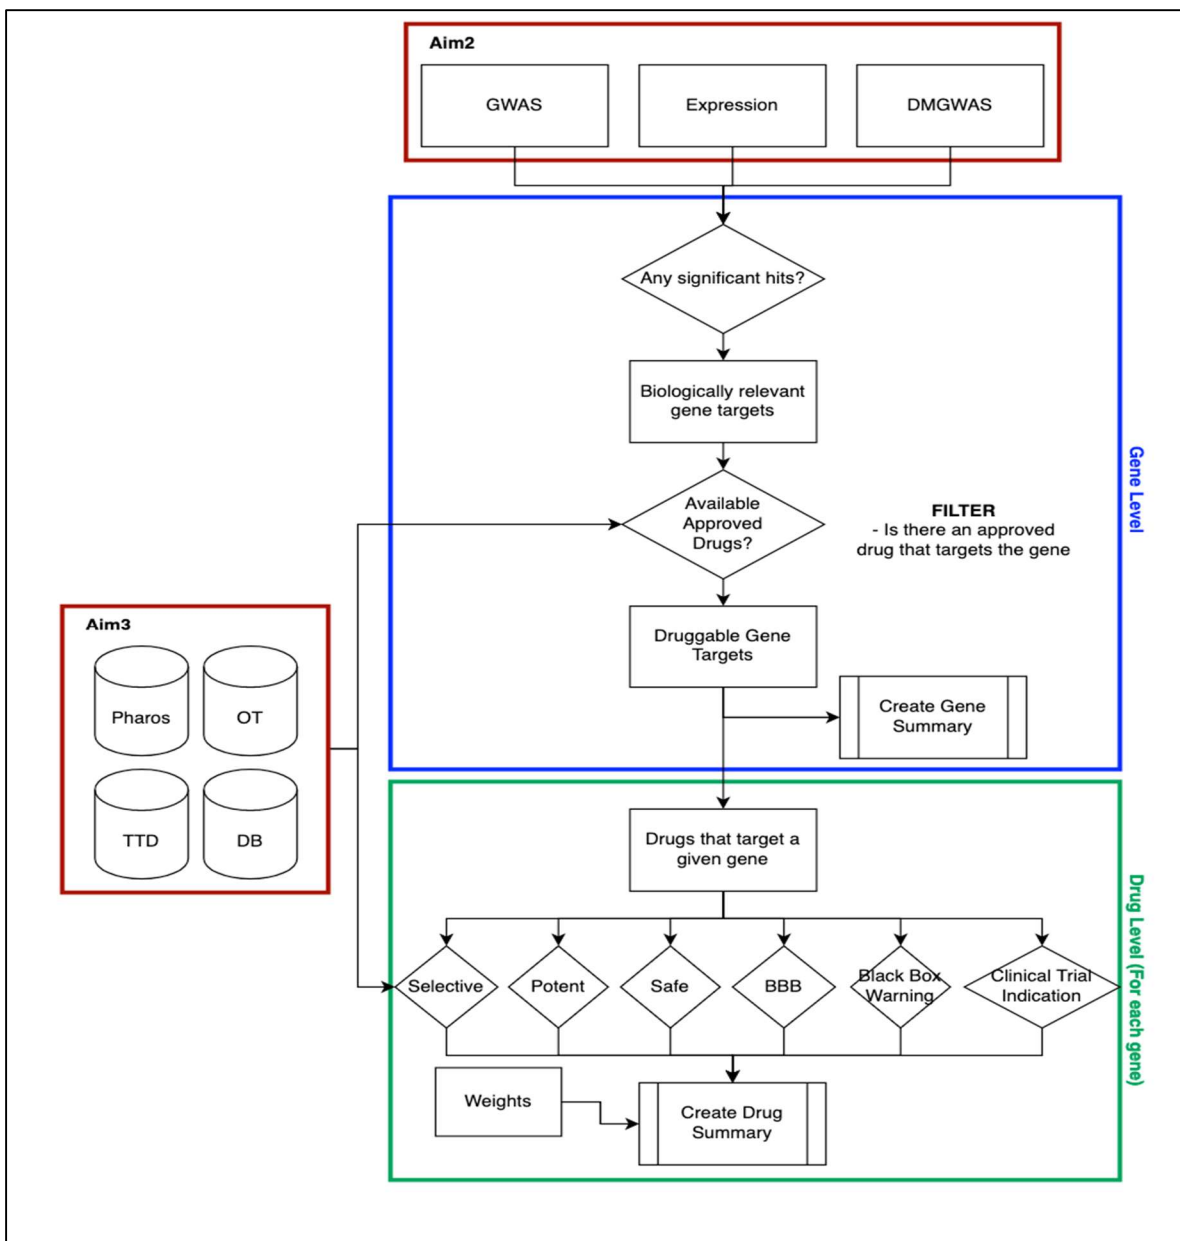 Aim2
GWAS
Expression
DMGWAS
Any significant hits?
Biologically relevant
gene targets
Available
Approved
Drugs?
FILTER
- Is there an approved
drug that targets the gene
Gene Level
Druggable Gene
Targets
Create Gene
Summary
Aim3
Pharos
OT
TTD
DB
Drugs that target a
given gene
Drug Level (For each gene)
Selective
Potent
Safe
BBB
Black Box
Warning
Clinical Trial
Indication
Weights
Create Drug
Summary